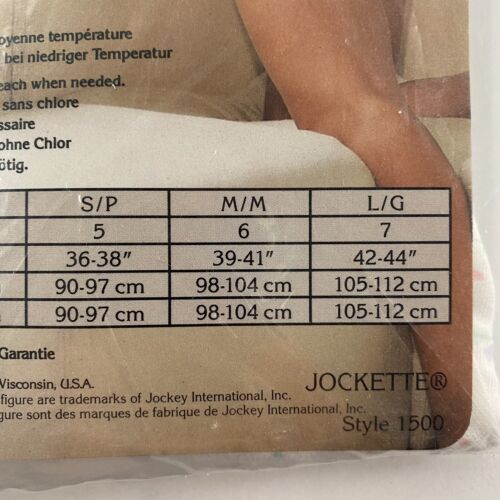 oyenne température
bei niedriger Temperatur
each when needed.
sans chlore
ssaire
ohne Chlor
ötig.
S/P M/M L/G
5 6 7
36-38″ 39-41″ 42-44″
90-97 cm 98-104 cm 105-112 cm
90-97 cm 98-104 cm 105-112 cm
Garantie
Wisconsin, U.S.A.
JOCKETTE®
figure are trademarks of Jockey International, Inc.
gure sont des marques de fabrique de Jockey International, Inc.
Style 1500